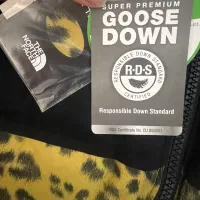 SUPER PREMIUM
GOOSE
DOWN
RESPONSIBLE DOWN STANDARD
R·D·S
CERTIFIED
Responsible Down Standard
THE
NORTH
FACE